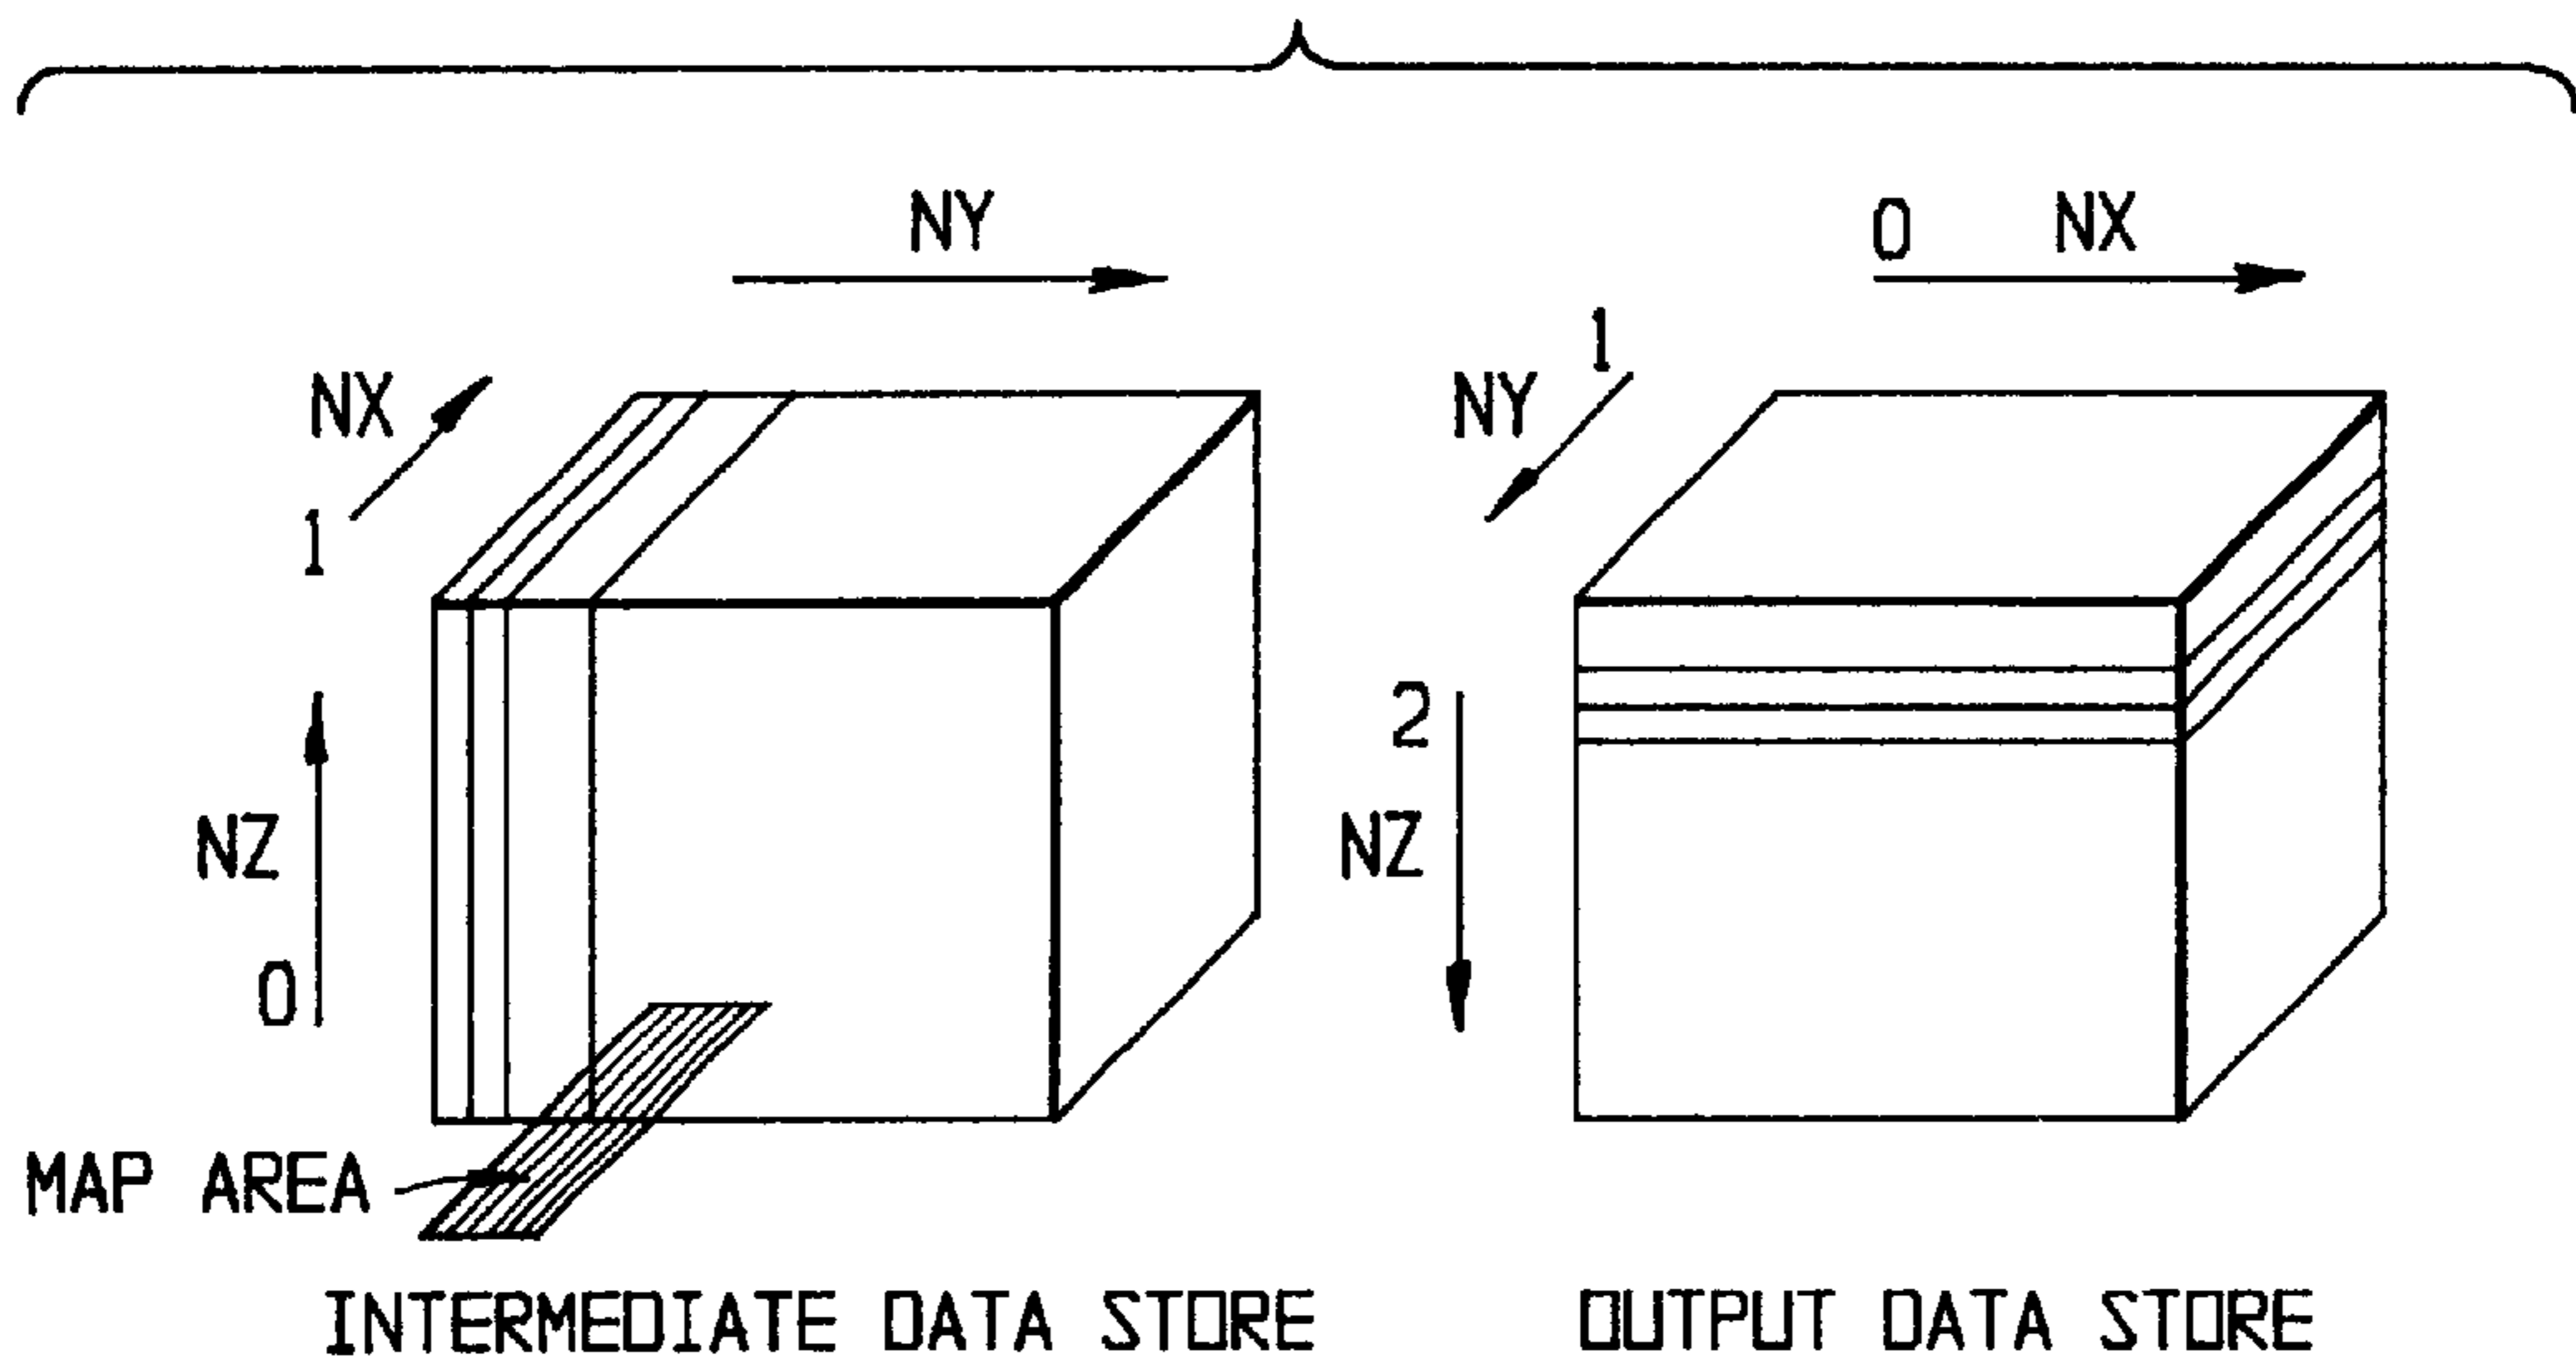 NY
0 NX
NX
1
NY
1
NZ
0
2
NZ
MAP AREA
INTERMEDIATE DATA STORE
OUTPUT DATA STORE